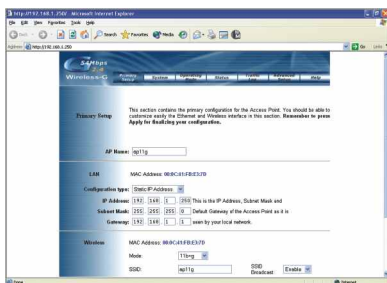 http://192.168.1.250/ - Microsoft Internet Explorer
File Edit View Favorites Tools Help
Search Favorites Media
Address http://192.168.1.250 Go Links
54Mbps
Wireless-G
Primary Setup System Status Advanced Help
Primary Setup
This section contains the primary configuration for the Access Point. You should be able to
customize easily the Ethernet and Wireless interface in this section. Remember to press
Apply for finalizing your configuration.
AP Name: ap11g
LAN MAC Address: 00:0C:41:FB:E3:7D
Configuration type: Static IP Address
IP Address: 192 168 1 250 This is the IP Address, Subnet Mask and
Subnet Mask: 255 255 255 0 Default Gateway of the Access Point as it is
Gateway: 192 168 1 1 seen by your local network.
Wireless MAC Address: 00:0C:41:FB:E3:7D
Mode: 11b+g
SSID: ap11g SSID Broadcast: Enable
Done Internet